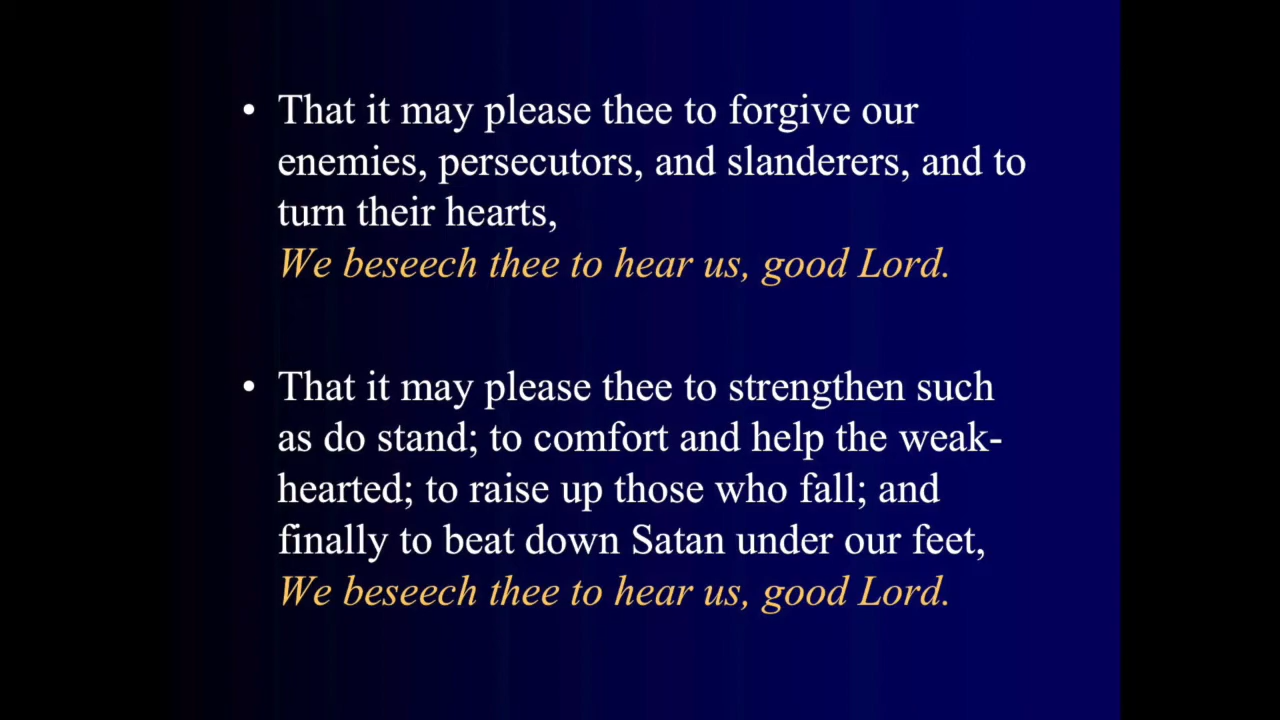 • That it may please thee to forgive our
enemies, persecutors, and slanderers, and to
turn their hearts,
We beseech thee to hear us, good Lord.
• That it may please thee to strengthen such
as do stand; to comfort and help the weak-
hearted; to raise up those who fall; and
finally to beat down Satan under our feet,
We beseech thee to hear us, good Lord.